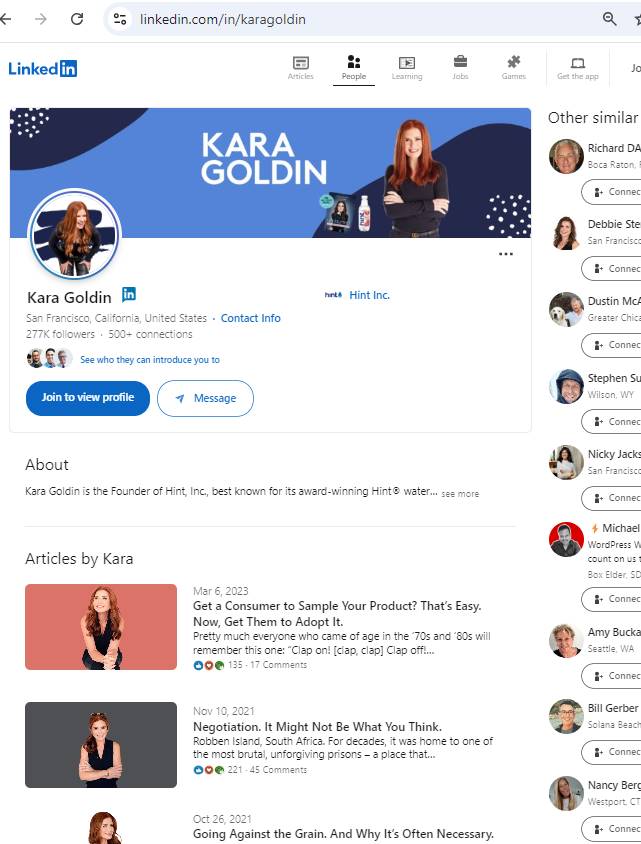 linkedin.com/in/karagoldin
Linked in
Articles
People
Learning
Jobs
Games
Get the app
KARA
GOLDIN
Kara Goldin
San Francisco, California, United States · Contact Info
277K followers · 500+ connections
See who they can introduce you to
Join to view profile
Message
hint
Hint Inc.
About
Kara Goldin is the Founder of Hint, Inc., best known for its award-winning Hint® water... see more
Articles by Kara
Mar 6, 2023
Get a Consumer to Sample Your Product? That’s Easy.
Now, Get Them to Adopt It.
Pretty much everyone who came of age in the ‘70s and ‘80s will
remember this one: “Clap on! [clap, clap] Clap off!...
135 · 17 Comments
Nov 10, 2021
Negotiation. It Might Not Be What You Think.
Robben Island, South Africa. For decades, it was home to one of
the most brutal, unforgiving prisons – a place that...
221 · 45 Comments
Oct 26, 2021
Going Against the Grain. And Why It’s Often Necessary.
Other similar
Richard DA
Boca Raton,
Connec
Debbie Ste
San Francisc
Connec
Dustin McA
Greater Chica
Connec
Stephen Su
Wilson, WY
Connec
Nicky Jacks
San Francisc
Connec
Michael
WordPress W
count on us t
Box Elder, SD
Connec
Amy Bucka
Seattle, WA
Connec
Bill Gerber
Solana Beach
Connec
Nancy Berg
Westport, CT
Connec